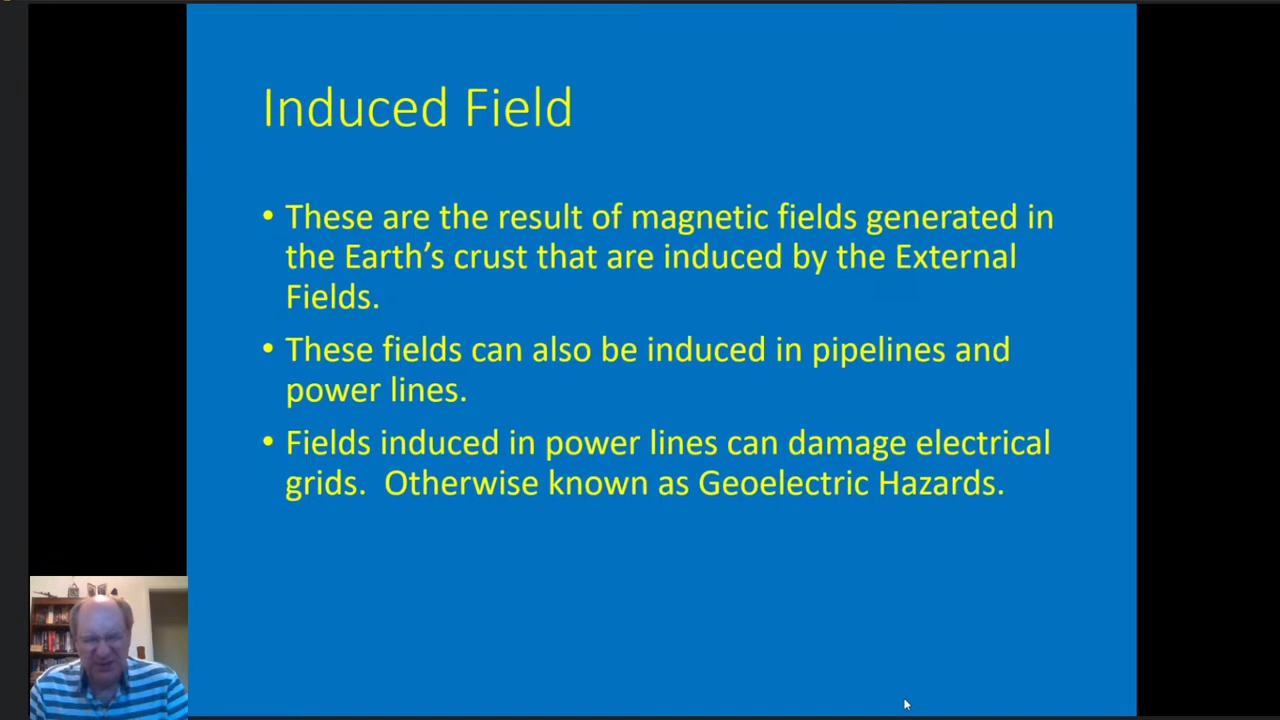 Induced Field
• These are the result of magnetic fields generated in
the Earth’s crust that are induced by the External
Fields.
• These fields can also be induced in pipelines and
power lines.
• Fields induced in power lines can damage electrical
grids.  Otherwise known as Geoelectric Hazards.